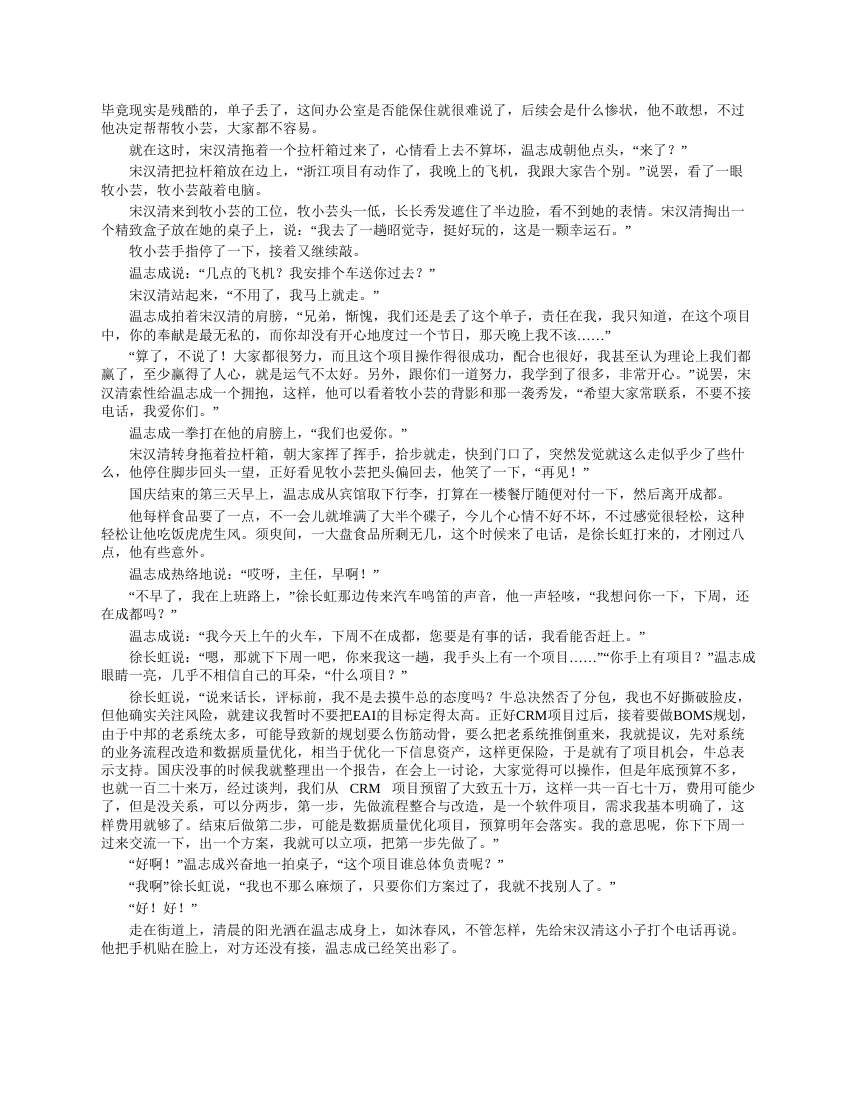 毕竟现实是残酷的，单子丢了，这间办公室是否能保住就很难说了，后续会是什么惨状，他不敢想，不过
他决定帮帮牧小芸，大家都不容易。
就在这时，宋汉清拖着一个拉杆箱过来了，心情看上去不算坏，温志成朝他点头，“来了？”
宋汉清把拉杆箱放在边上，“浙江项目有动作了，我晚上的飞机，我跟大家告个别。”说罢，看了一眼
牧小芸，牧小芸敲着电脑。
宋汉清来到牧小芸的工位，牧小芸头一低，长长秀发遮住了半边脸，看不到她的表情。宋汉清掏出一
个精致盒子放在她的桌子上，说：“我去了一趟昭觉寺，挺好玩的，这是一颗幸运石。”
牧小芸手指停了一下，接着又继续敲。
温志成说：“几点的飞机？我安排个车送你过去？”
宋汉清站起来，“不用了，我马上就走。”
温志成拍着宋汉清的肩膀，“兄弟，惭愧，我们还是丢了这个单子，责任在我，我只知道，在这个项目
中，你的奉献是最无私的，而你却没有开心地度过一个节日，那天晚上我不该……”
“算了，不说了！大家都很努力，而且这个项目操作得很成功，配合也很好，我甚至认为理论上我们都
赢了，至少赢得了人心，就是运气不太好。另外，跟你们一道努力，我学到了很多，非常开心。”说罢，宋
汉清索性给温志成一个拥抱，这样，他可以看着牧小芸的背影和那一袭秀发，“希望大家常联系，不要不接
电话，我爱你们。”
温志成一拳打在他的肩膀上，“我们也爱你。”
宋汉清转身拖着拉杆箱，朝大家挥了挥手，拾步就走，快到门口了，突然发觉就这么走似乎少了些什
么，他停住脚步回头一望，正好看见牧小芸把头偏回去，他笑了一下，“再见！”
国庆结束的第三天早上，温志成从宾馆取下行李，打算在一楼餐厅随便对付一下，然后离开成都。
他每样食品要了一点，不一会儿就堆满了大半个碟子，今儿个心情不好不坏，不过感觉很轻松，这种
轻松让他吃饭虎虎生风。须臾间，一大盘食品所剩无几，这个时候来了电话，是徐长虹打来的，才刚过八
点，他有些意外。
温志成热络地说：“哎呀，主任，早啊！”
“不早了，我在上班路上，”徐长虹那边传来汽车鸣笛的声音，他一声轻咳，“我想问你一下，下周，还
在成都吗？”
温志成说：“我今天上午的火车，下周不在成都，您要是有事的话，我看能否赶上。”
徐长虹说：“嗯，那就下下周一吧，你来我这一趟，我手头上有一个项目……”“你手上有项目？”温志成
眼睛一亮，几乎不相信自己的耳朵，“什么项目？”
徐长虹说，“说来话长，评标前，我不是去摸牛总的态度吗？牛总决然否了分包，我也不好撕破脸皮，
但他确实关注风险，就建议我暂时不要把EAI的目标定得太高。正好CRM项目过后，接着要做BOMS规划，
由于中邦的老系统太多，可能导致新的规划要么伤筋动骨，要么把老系统推倒重来，我就提议，先对系统
的业务流程改造和数据质量优化，相当于优化一下信息资产，这样更保险，于是就有了项目机会，牛总表
示支持。国庆没事的时候我就整理出一个报告，在会上一讨论，大家觉得可以操作，但是年底预算不多，
也就一百二十来万，经过谈判，我们从 CRM 项目预留了大致五十万，这样一共一百七十万，费用可能少
了，但是没关系，可以分两步，第一步，先做流程整合与改造，是一个软件项目，需求我基本明确了，这
样费用就够了。结束后做第二步，可能是数据质量优化项目，预算明年会落实。我的意思呢，你下下周一
过来交流一下，出一个方案，我就可以立项，把第一步先做了。”
“好啊！”温志成兴奋地一拍桌子，“这个项目谁总体负责呢？”
“我啊”徐长虹说，“我也不那么麻烦了，只要你们方案过了，我就不找别人了。”
“好！好！”
走在街道上，清晨的阳光洒在温志成身上，如沐春风，不管怎样，先给宋汉清这小子打个电话再说。
他把手机贴在脸上，对方还没有接，温志成已经笑出彩了。